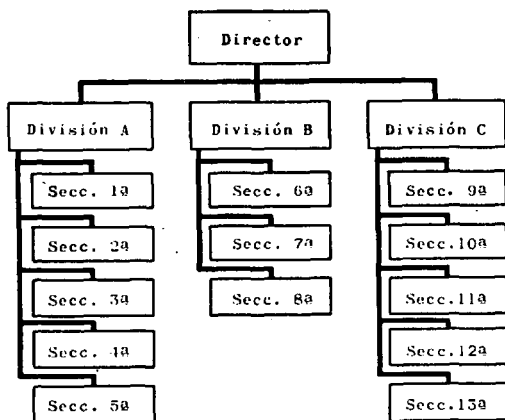 Director
División A
División B
División C
Secc. 1ª
Secc. 2ª
Secc. 3ª
Secc. 4ª
Secc. 5ª
Secc. 6ª
Secc. 7ª
Secc. 8ª
Secc. 9ª
Secc.10ª
Secc.11ª
Secc.12ª
Secc.13ª